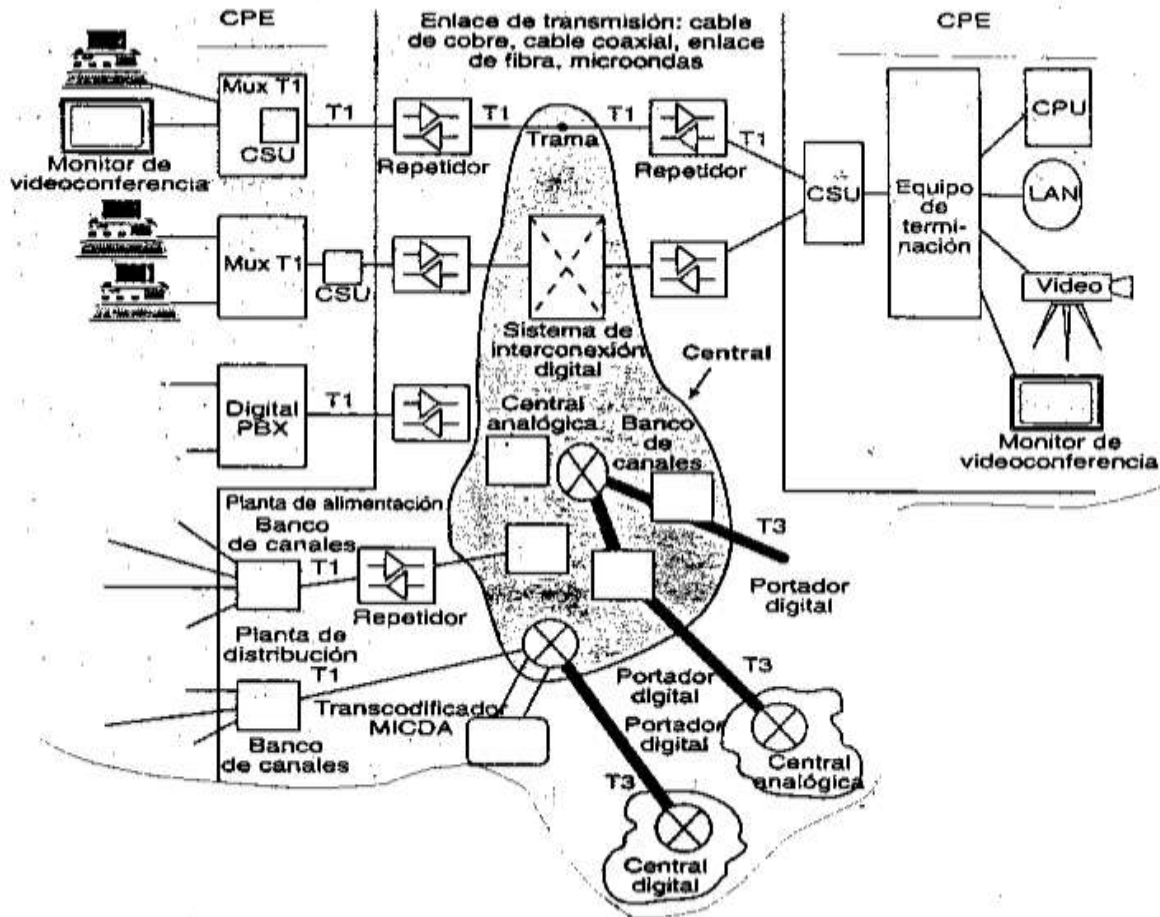 CPE
Enlace de transmisión: cable
de cobre, cable coaxial, enlace
de fibra, microondas
CPE
Mux T1
CSU
Monitor de
videoconferencia
T1
Repetidor
T1
Trama
T1
Repetidor
T1
CSU
Equipo
de
termi-
nación
CPU
LAN
Video
Monitor de
videoconferencia
Mux T1
CSU
Sistema de
interconexión
digital
Central
Digital
PBX
T1
Central
analógica
Banco
de
canales
T3
Portador
digital
Planta de alimentación
Banco
de canales
T1
Repetidor
Planta de
distribución
T1
Banco
de canales
Transcodificador
MICDA
T3
Portador
digital
Portador
digital
Central
analógica
T3
Central
digital